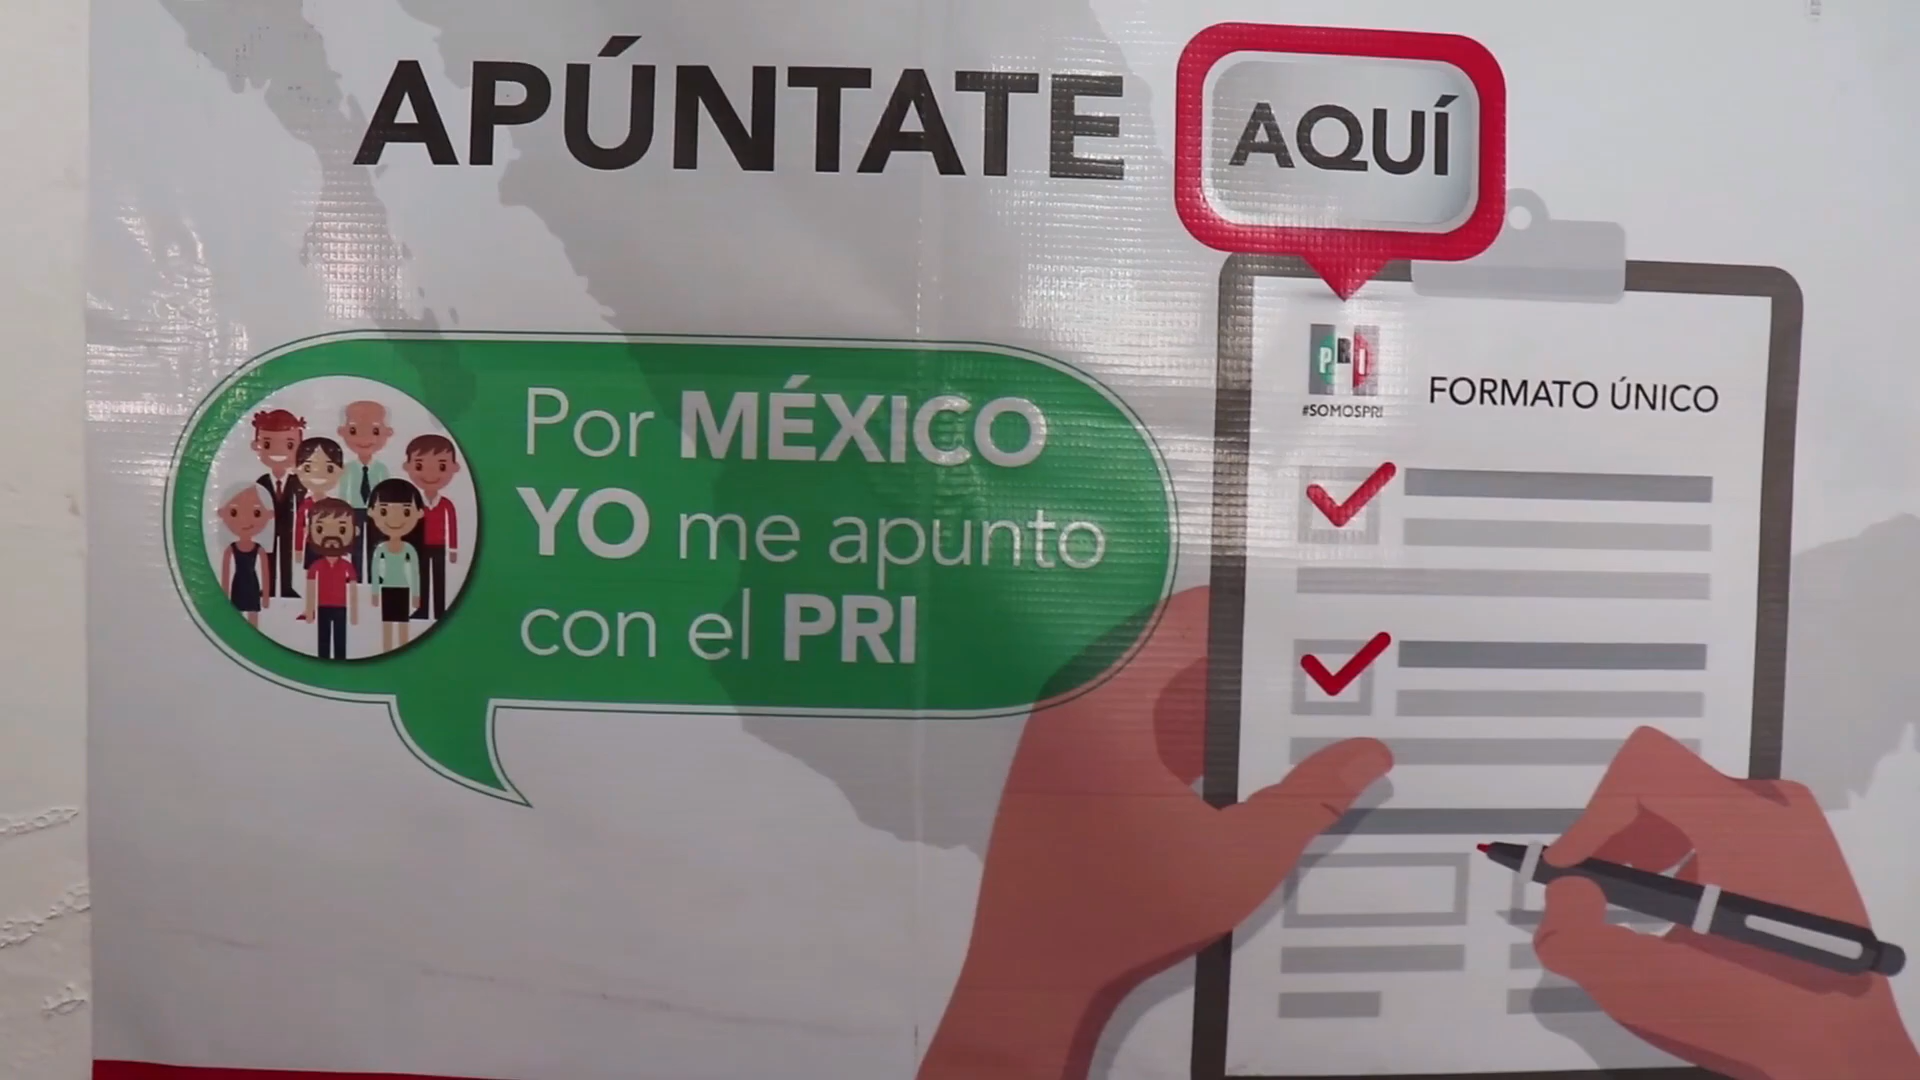 APÚNTATE AQUÍ
Por MÉXICO
YO me apunto
con el PRI
PRI
#SOMOSPRI
FORMATO ÚNICO